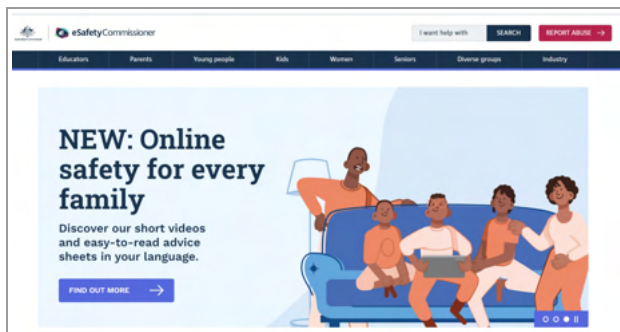 eSafetyCommissioner
I want help with SEARCH REPORT ABUSE
Educators Parents Young people Kids Women Seniors Diverse groups Industry
NEW: Online
safety for every
family
Discover our short videos
and easy-to-read advice
sheets in your language.
FIND OUT MORE